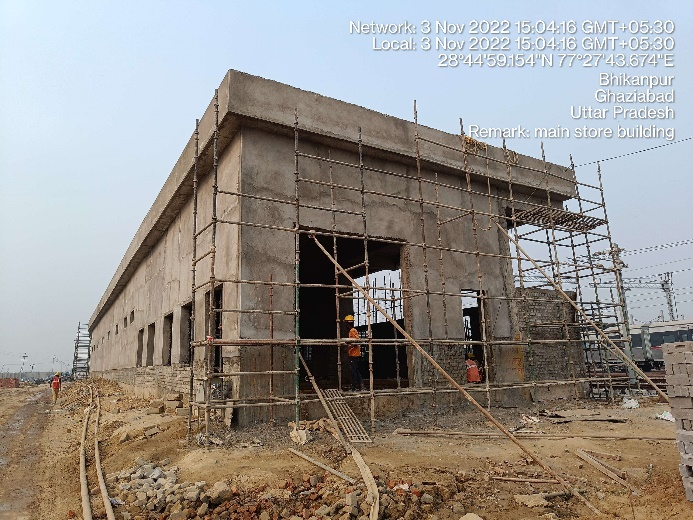 Network: 3 Nov 2022 15:04:16 GMT+05:30
Local: 3 Nov 2022 15:04:16 GMT+05:30
28°44'59.154"N 77°27'43.674"E
Bhikanpur
Ghaziabad
Uttar Pradesh
Remark: main store building